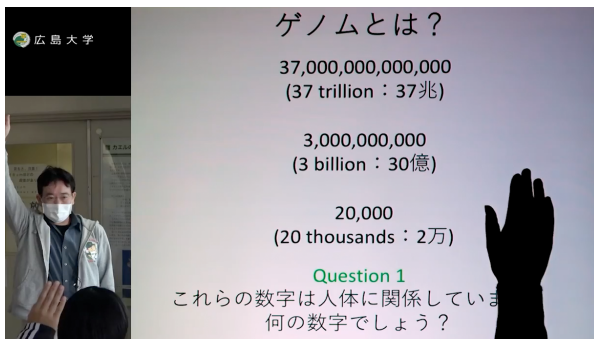 広島大学
ゲノムとは？
37,000,000,000,000
(37 trillion：37兆)
3,000,000,000
(3 billion：30億)
20,000
(20 thousands：2万)
Question 1
これらの数字は人体に関係していま
何の数字でしょう？